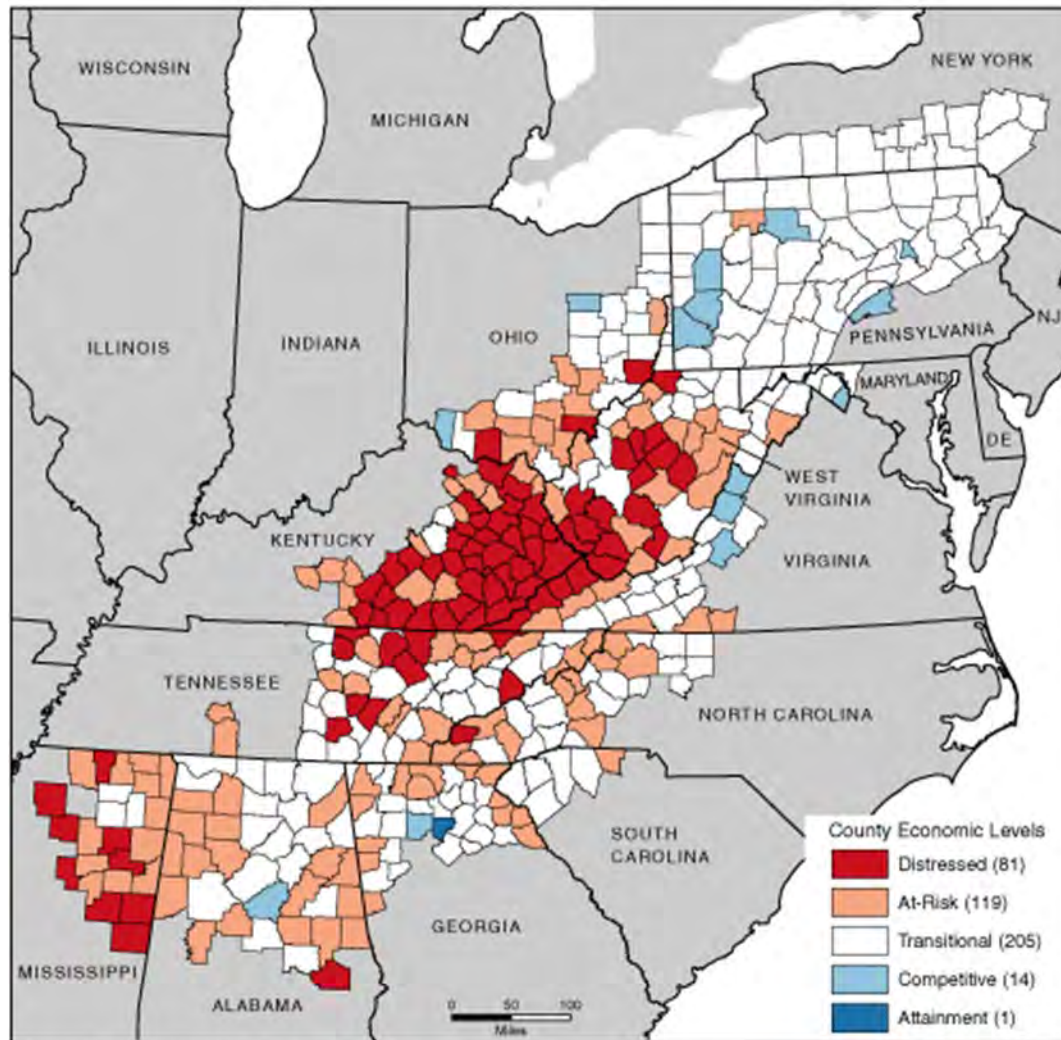 NEW YORK
WISCONSIN
MICHIGAN
NJ
PENNSYLVANIA
OHIO
ILLINOIS
INDIANA
MARYLAND
DE
WEST
VIRGINIA
KENTUCKY
VIRGINIA
TENNESSEE
NORTH CAROLINA
SOUTH
CAROLINA
GEORGIA
MISSISSIPPI
ALABAMA
0 50 100
Miles
County Economic Levels
Distressed (81)
At-Risk (119)
Transitional (205)
Competitive (14)
Attainment (1)